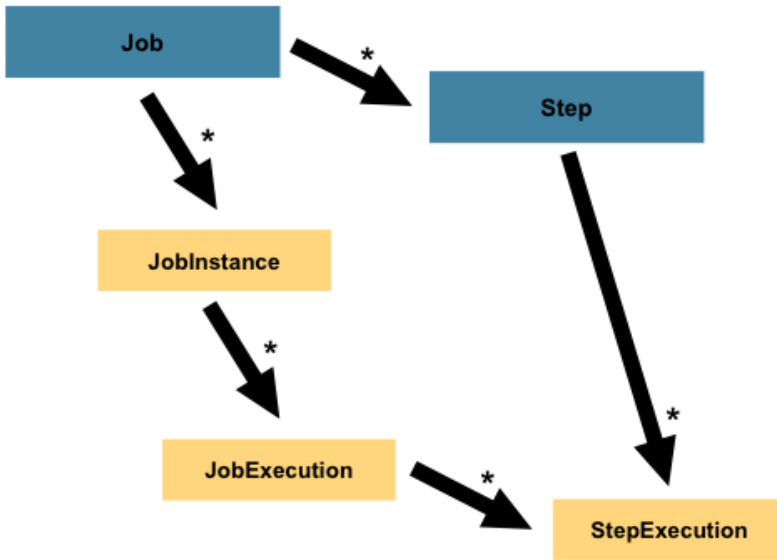 Job
*
Step
*
JobInstance
*
*
JobExecution
*
StepExecution